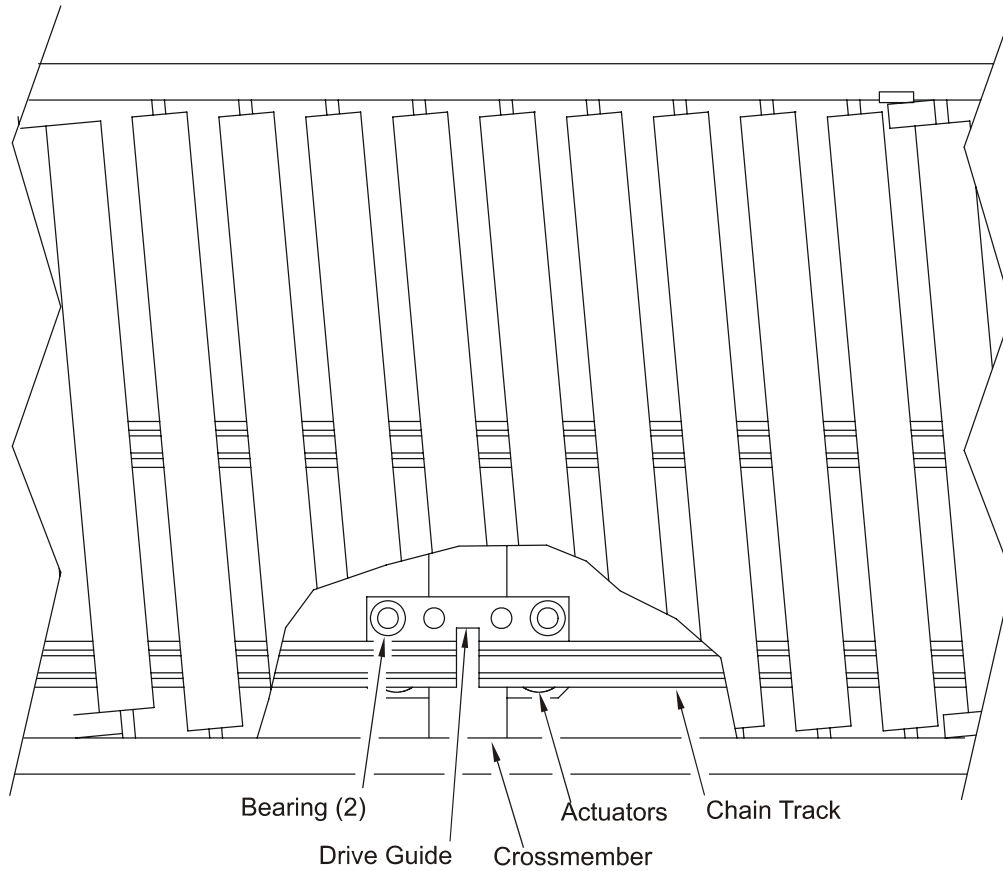 Bearing (2)
Actuators
Chain Track
Drive Guide
Crossmember